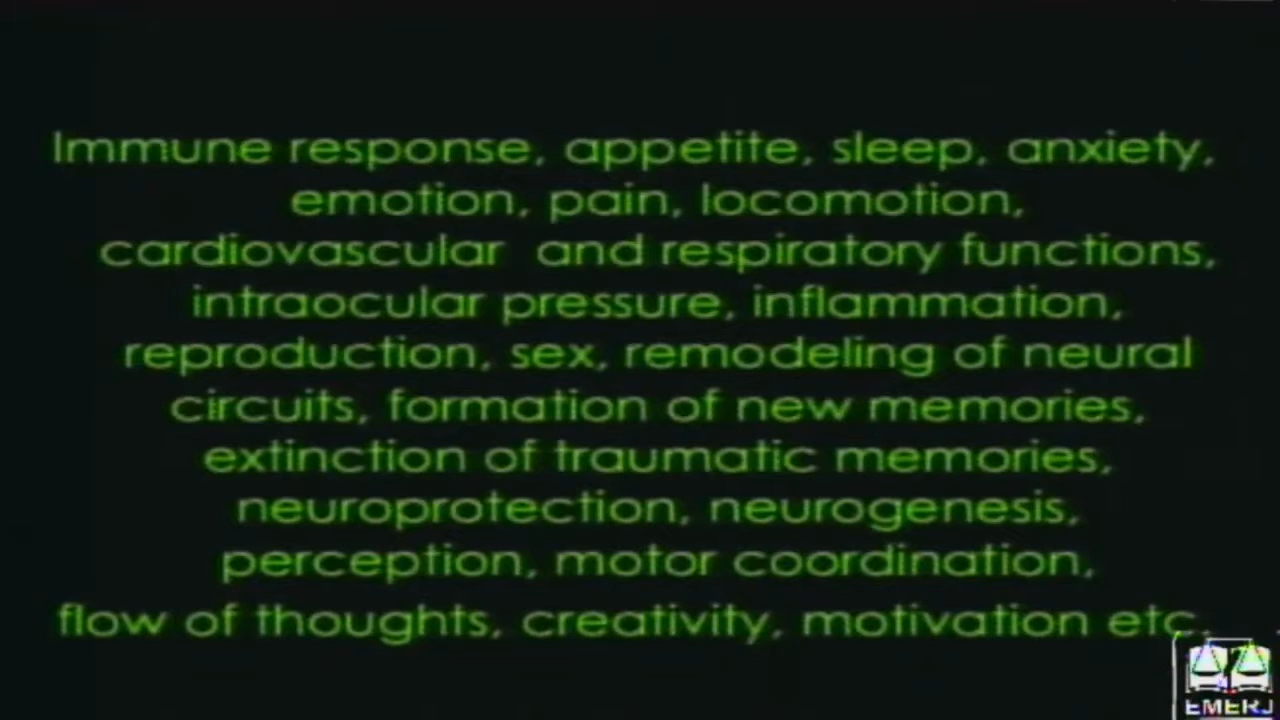 Immune response, appetite, sleep, anxiety,
emotion, pain, locomotion,
cardiovascular and respiratory functions,
intraocular pressure, inflammation,
reproduction, sex, remodeling of neural
circuits, formation of new memories,
extinction of traumatic memories,
neuroprotection, neurogenesis,
perception, motor coordination,
flow of thoughts, creativity, motivation etc.
EMERJ